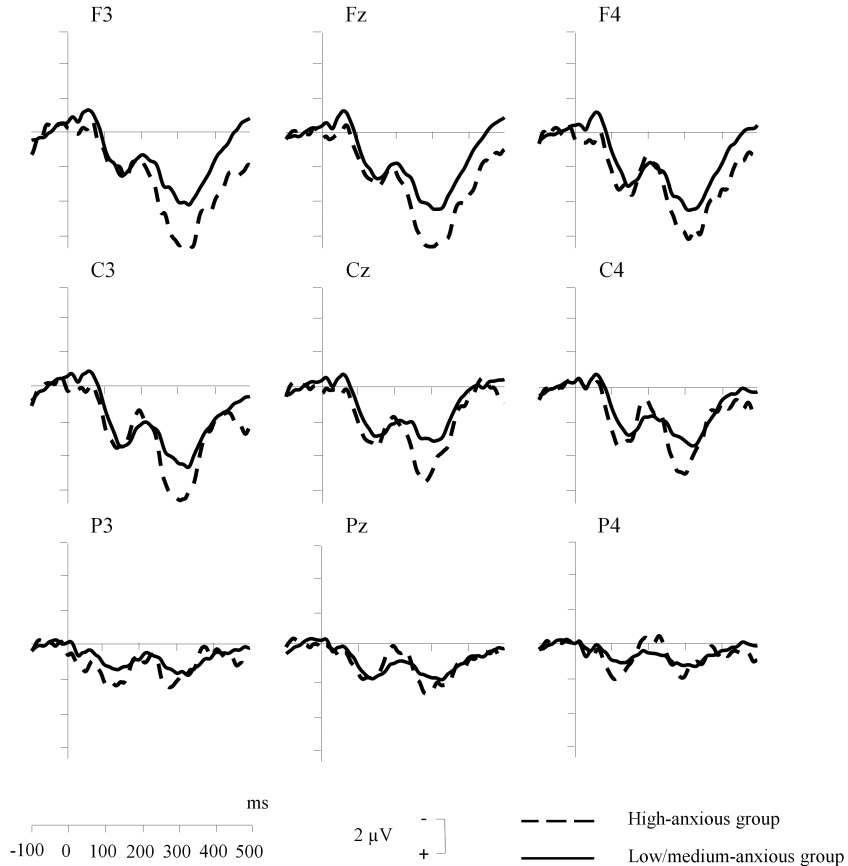 F3 Fz F4
C3 Cz C4
P3 Pz P4
ms
-100 0 100 200 300 400 500
2 µV
-
+
High-anxious group
Low/medium-anxious group